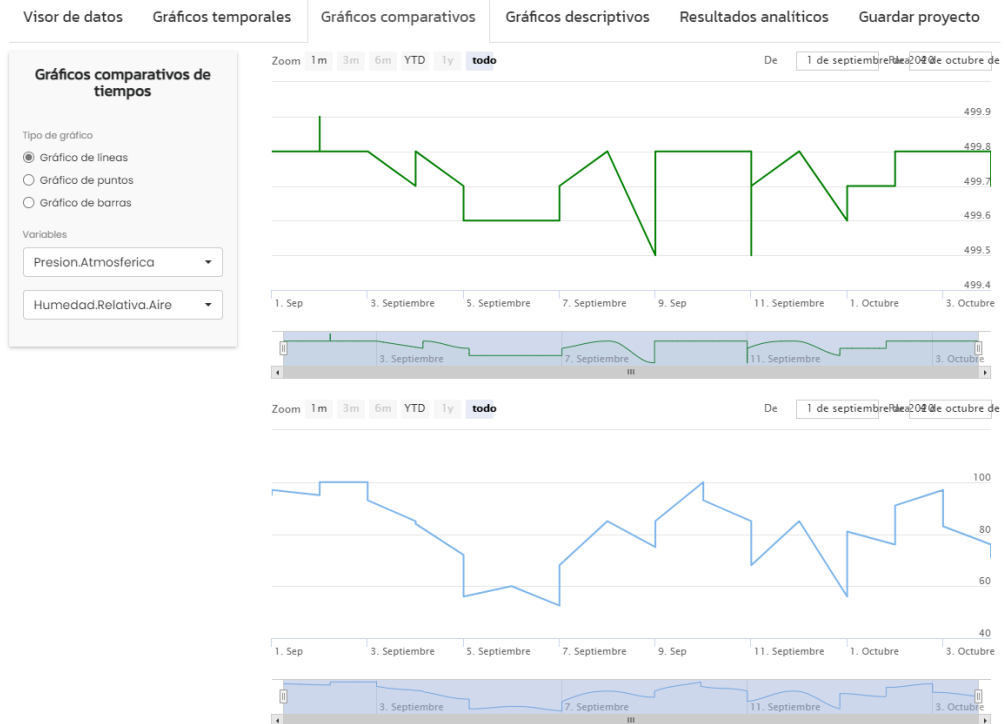 Visor de datos Gráficos temporales Gráficos comparativos Gráficos descriptivos Resultados analíticos Guardar proyecto
Gráficos comparativos de
tiempos
Tipo de gráfico
Gráfico de líneas
Gráfico de puntos
Gráfico de barras
Variables
Presion.Atmosferica
Humedad.Relativa.Aire
Zoom 1m 3m 6m YTD 1y todo De 1 de septiembre de octubre de
499.9
499.8
499.7
499.6
499.5
499.4
1. Sep 3. Septiembre 5. Septiembre 7. Septiembre 9. Sep 11. Septiembre 1. Octubre 3. Octubre
3. Septiembre 7. Septiembre 11. Septiembre 3. Octubre
Zoom 1m 3m 6m YTD 1y todo De 1 de septiembre de octubre de
100
80
60
40
1. Sep 3. Septiembre 5. Septiembre 7. Septiembre 9. Sep 11. Septiembre 1. Octubre 3. Octubre
3. Septiembre 7. Septiembre 11. Septiembre 3. Octubre